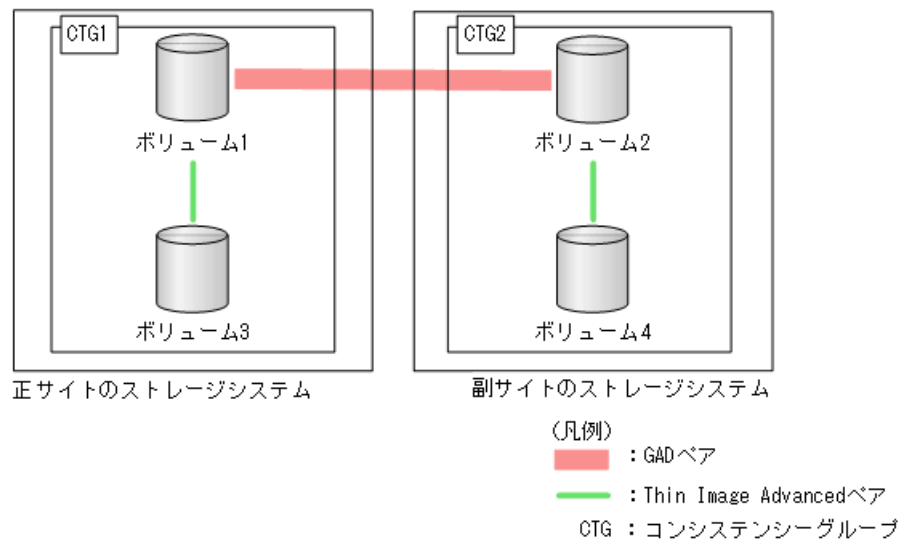 CTG1
CTG2
ボリューム1
ボリューム2
ボリューム3
ボリューム4
正サイトのストレージシステム
副サイトのストレージシステム
(凡例)
：GADペア
：Thin Image Advancedペア
CTG ：コンシステンシーグループ